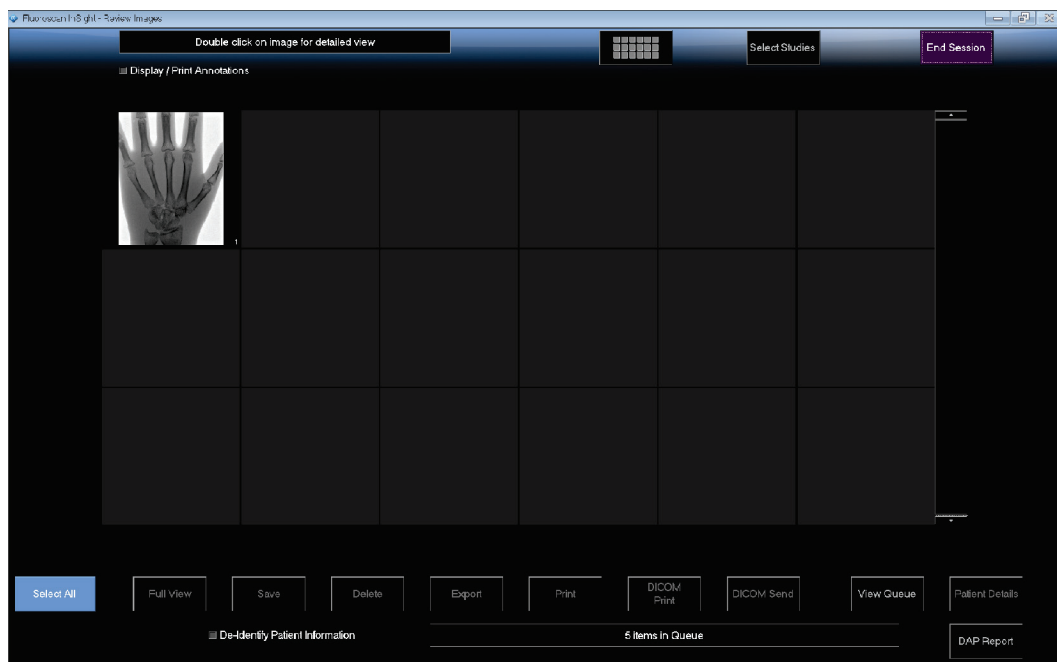 Fluoroscan InSight - Review Images
Double click on image for detailed view
Select Studies
End Session
Display / Print Annotations
1
Select All
Full View
Save
Delete
Export
Print
DICOM
Print
DICOM Send
View Queue
Patient Details
De-Identify Patient Information
5 items in Queue
DAP Report